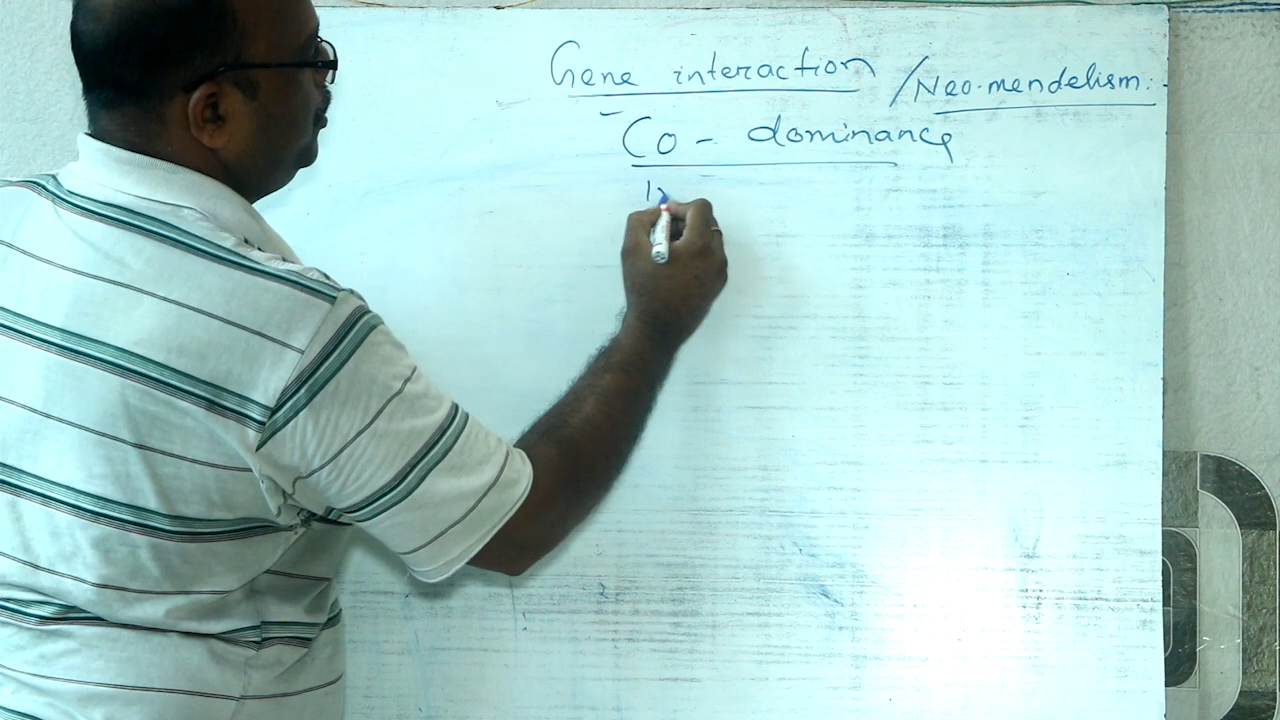 Gene interaction / Neo-mendelism:
- Co - dominance